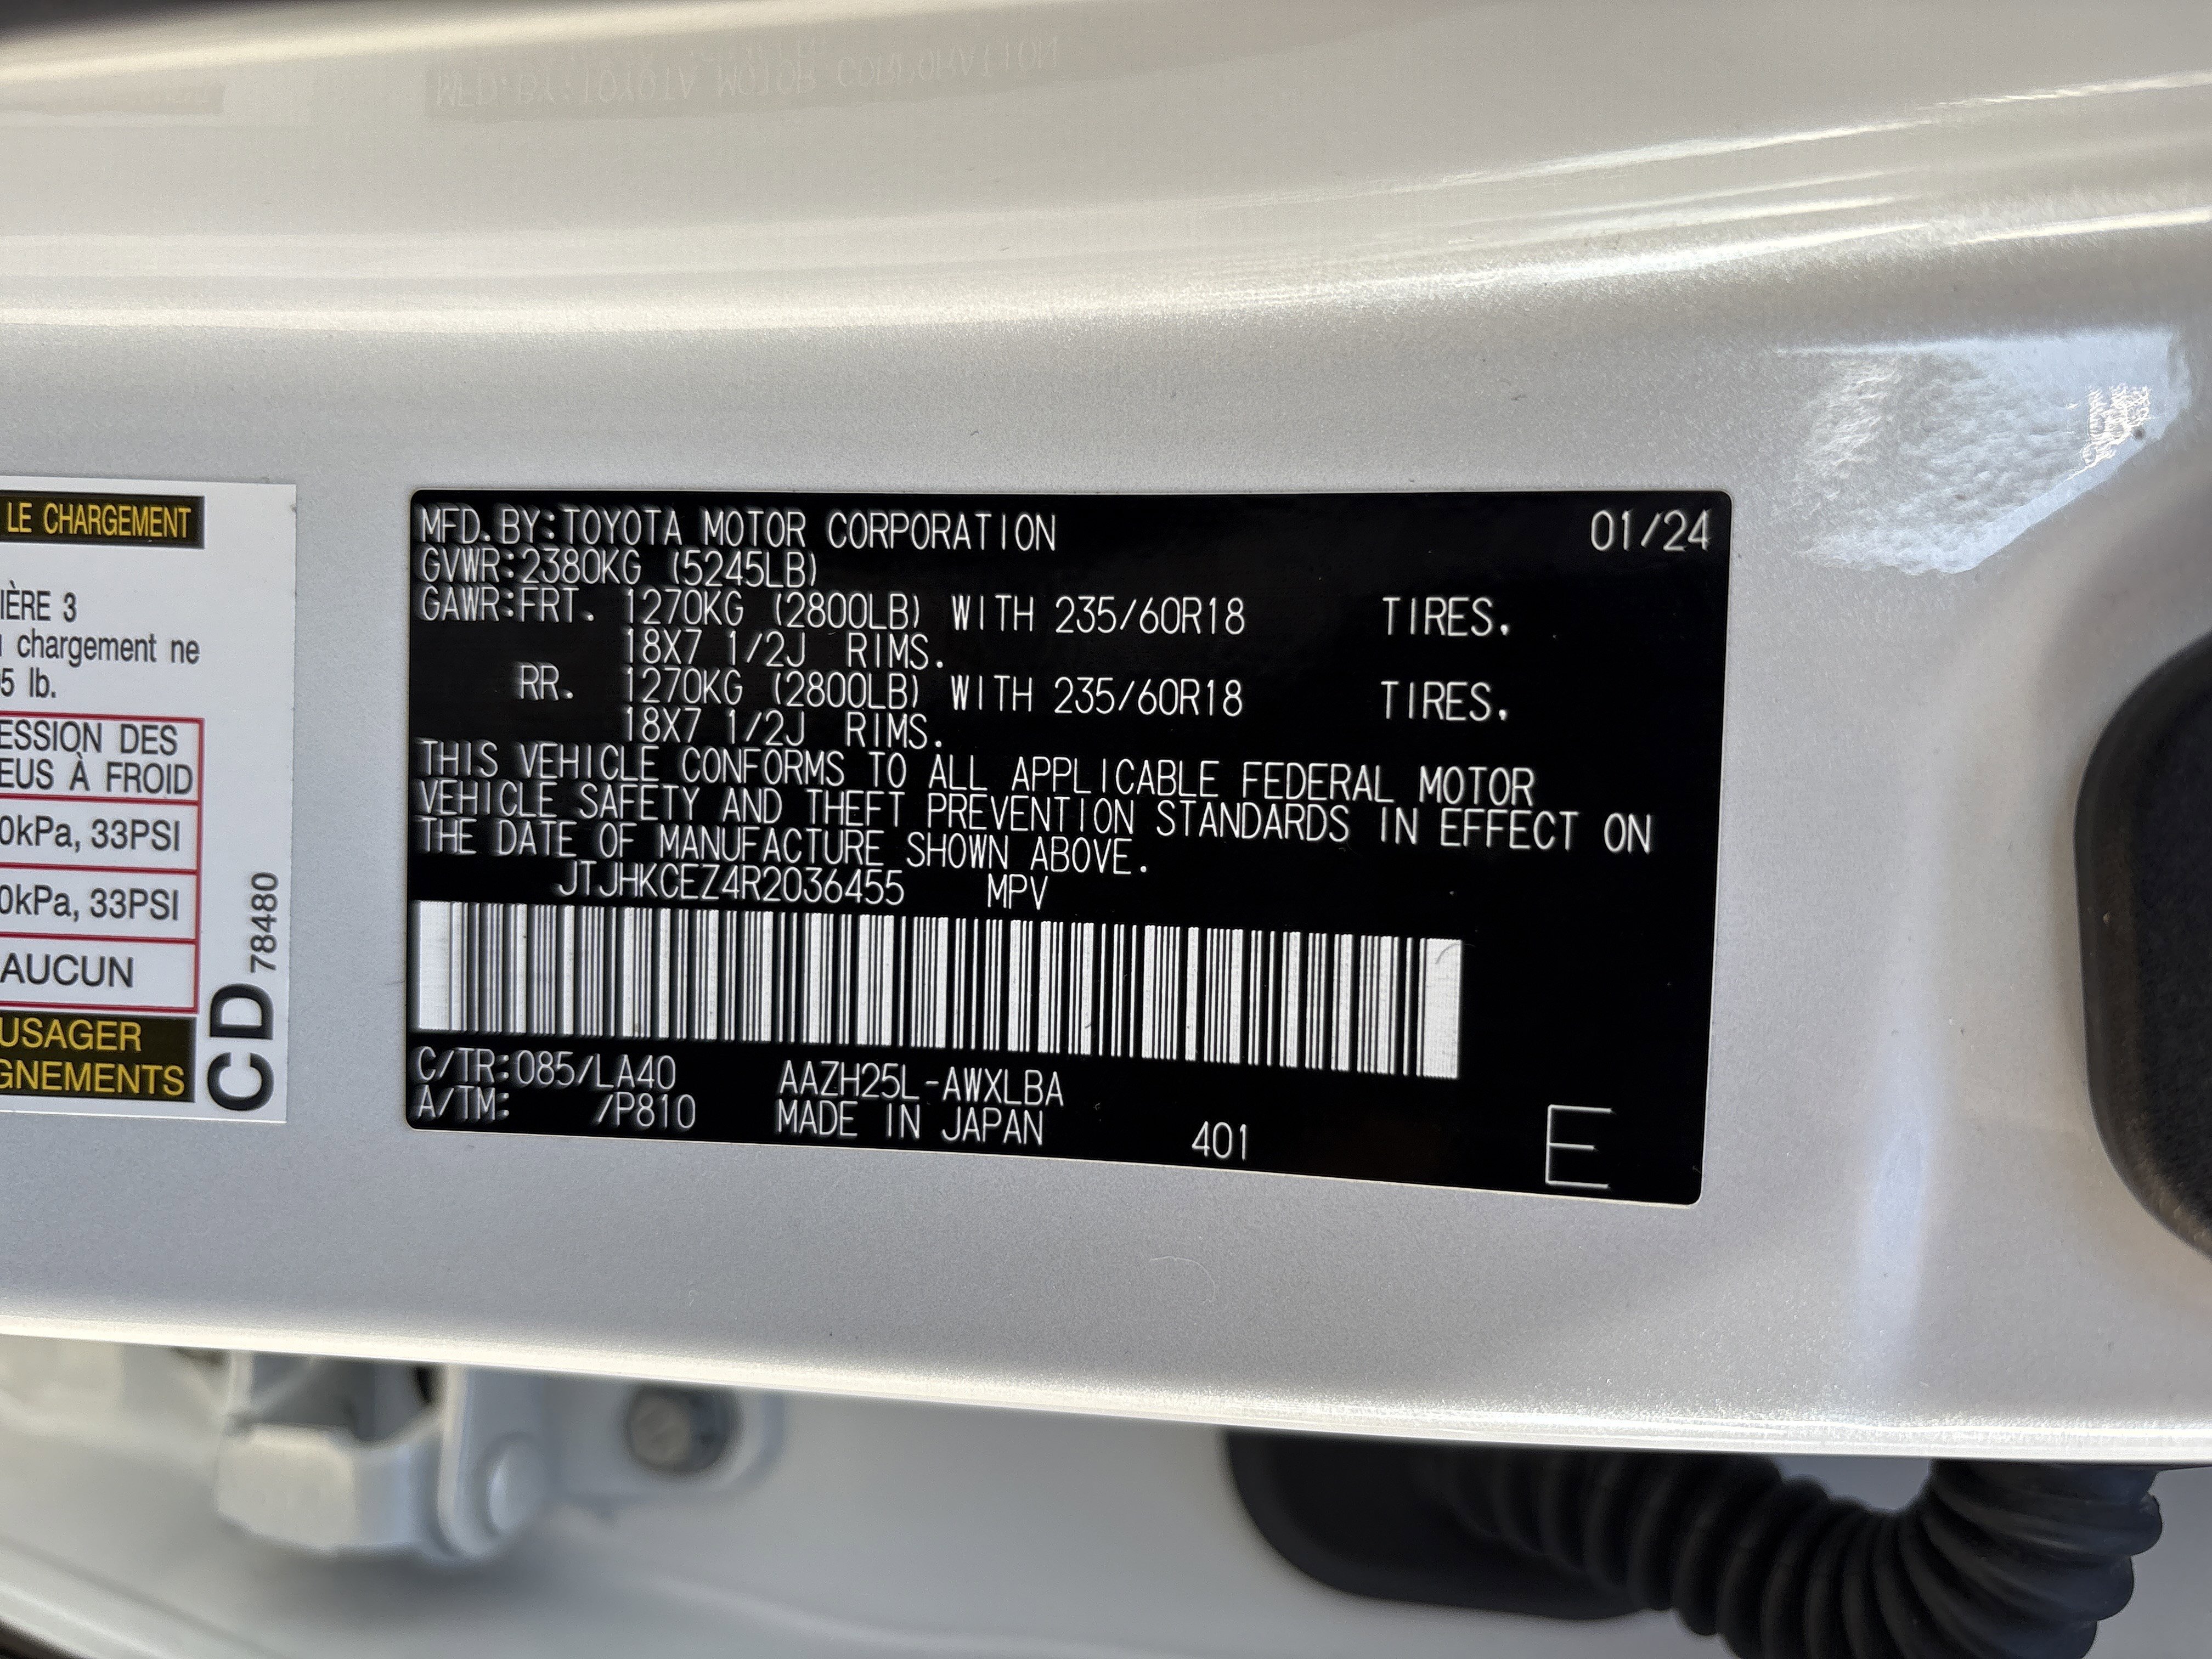 LE CHARGEMENT
IÈRE 3
chargement ne
5 lb.
ESSION DES
EUS À FROID
0kPa, 33PSI
0kPa, 33PSI
AUCUN
USAGER
GNEMENTS
CD 78480
MFD.BY:TOYOTA MOTOR CORPORATION 01/24
GVWR:2380KG (5245LB)
GAWR:FRT. 1270KG (2800LB) WITH 235/60R18 TIRES.
18X7 1/2J RIMS.
RR. 1270KG (2800LB) WITH 235/60R18 TIRES.
18X7 1/2J RIMS.
THIS VEHICLE CONFORMS TO ALL APPLICABLE FEDERAL MOTOR
VEHICLE SAFETY AND THEFT PREVENTION STANDARDS IN EFFECT ON
THE DATE OF MANUFACTURE SHOWN ABOVE.
JTJHKCEZ4R2036455 MPV
C/TR:085/LA40 AAZH25L-AWXLBA
A/TM: /P810 MADE IN JAPAN 401 E